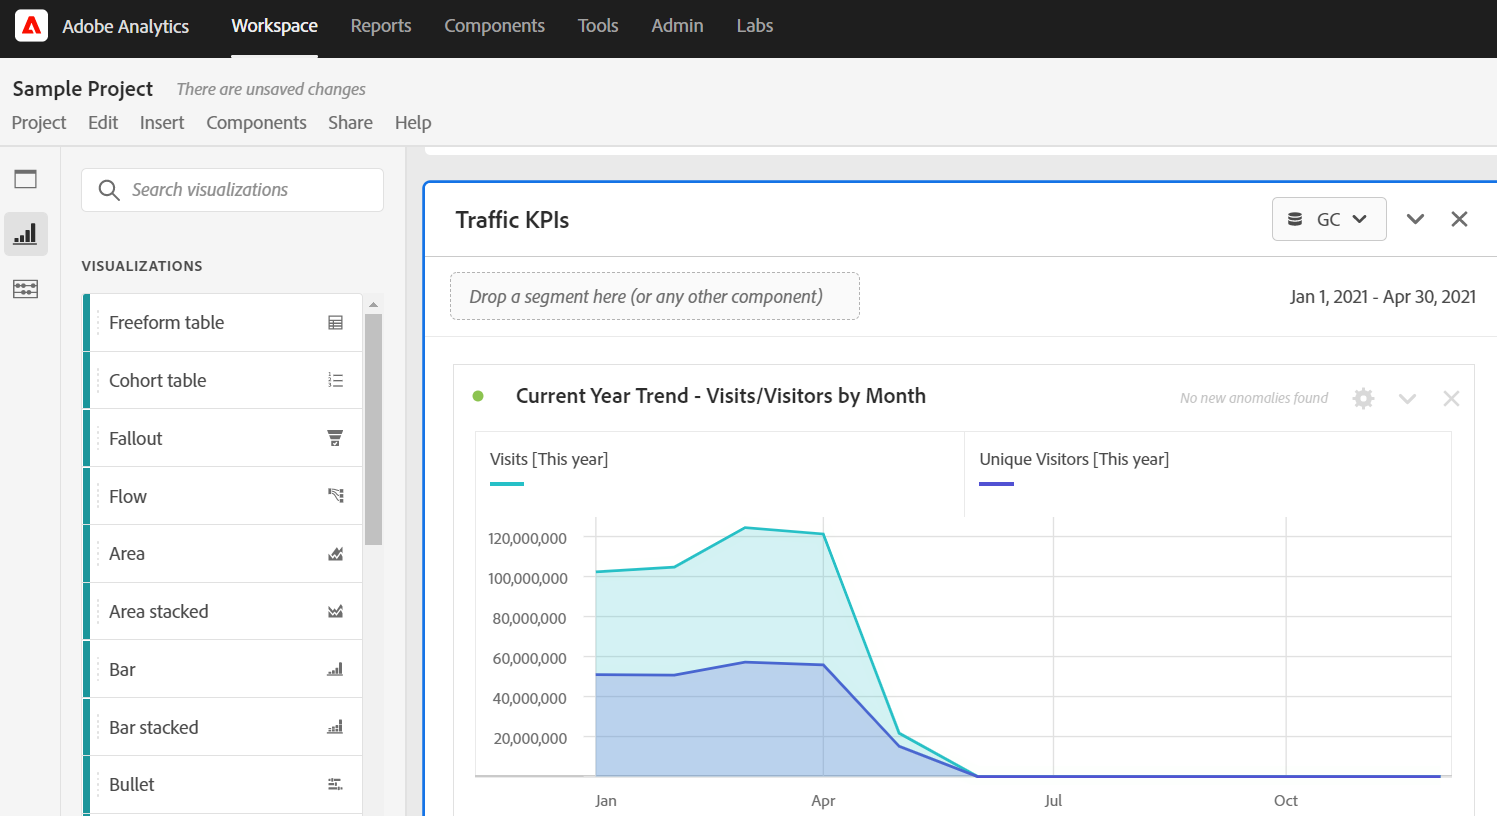 Adobe Analytics Workspace Reports Components Tools Admin Labs
Sample Project There are unsaved changes
Project Edit Insert Components Share Help
Search visualizations
VISUALIZATIONS
Freeform table
Cohort table
Fallout
Flow
Area
Area stacked
Bar
Bar stacked
Bullet
Traffic KPIs
GC
Drop a segment here (or any other component)
Jan 1, 2021 - Apr 30, 2021
Current Year Trend - Visits/Visitors by Month
No new anomalies found
Visits [This year]
Unique Visitors [This year]
120,000,000
100,000,000
80,000,000
60,000,000
40,000,000
20,000,000
Jan Apr Jul Oct